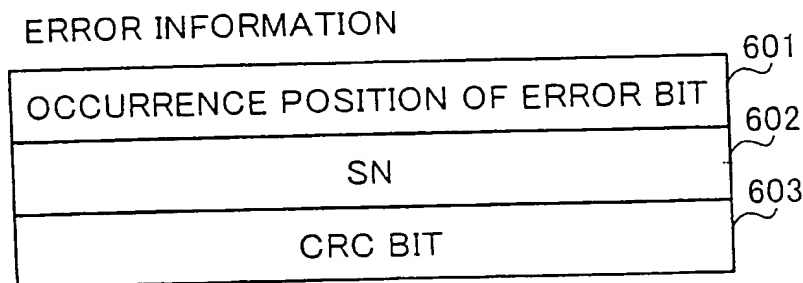 ERROR INFORMATION
601
OCCURRENCE POSITION OF ERROR BIT
602
SN
603
CRC BIT